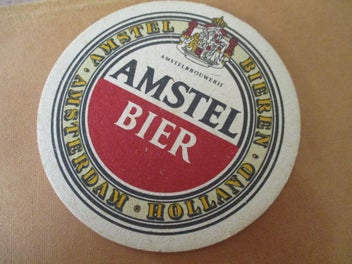 AMSTEL BIEREN · HOLLAND ® AMSTERDAM ·
AMSTELBROUWERIJ
AMSTEL
BIER